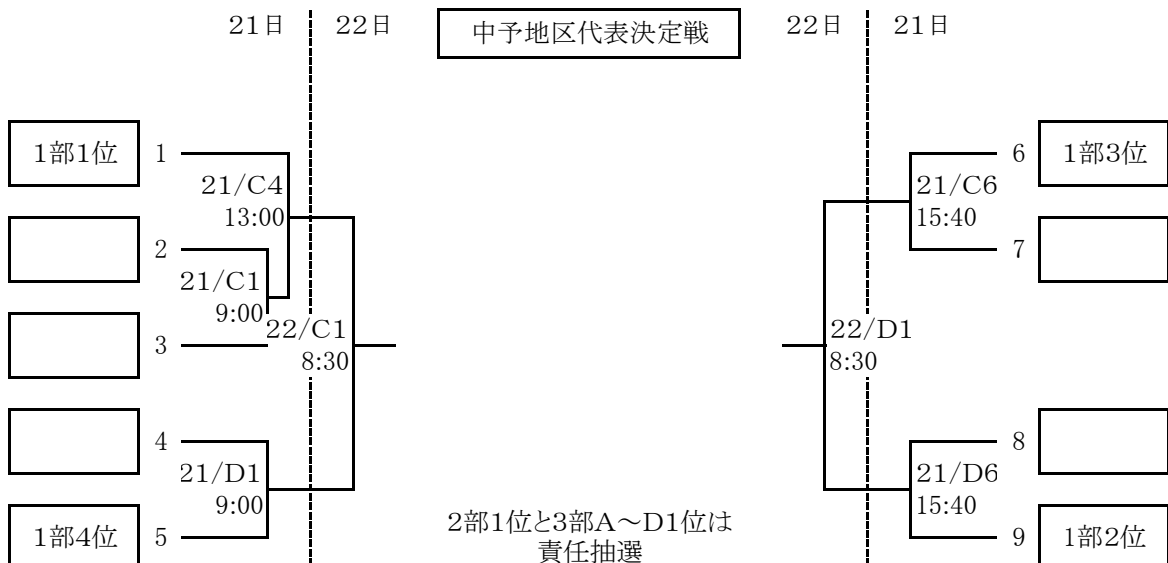 21日
22日
中予地区代表決定戦
22日
21日
1部1位
1
21/C4
13:00
2
21/C1
9:00
3
22/C1
8:30
4
21/D1
9:00
1部4位
5
6
1部3位
21/C6
15:40
7
22/D1
8:30
8
21/D6
15:40
9
1部2位
2部1位と3部A～D1位は
責任抽選